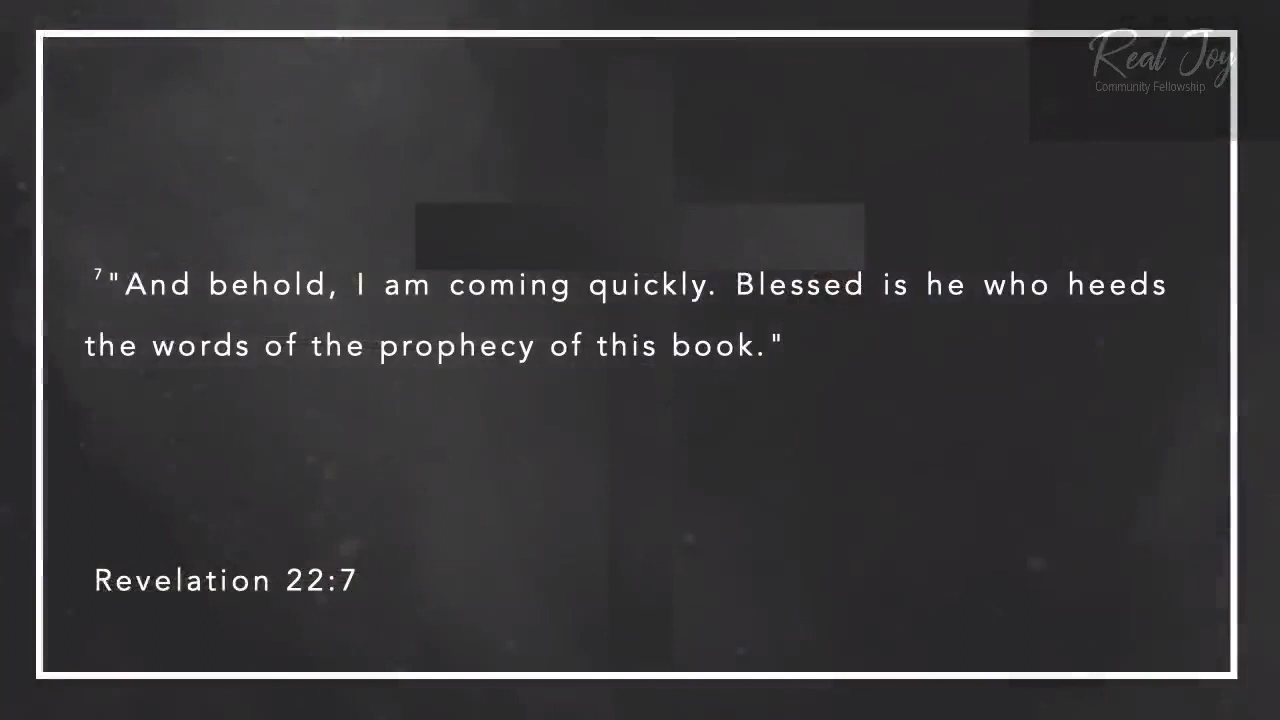 Real Joy
Community Fellowship
7"And behold, I am coming quickly. Blessed is he who heeds
the words of the prophecy of this book."
Revelation 22:7